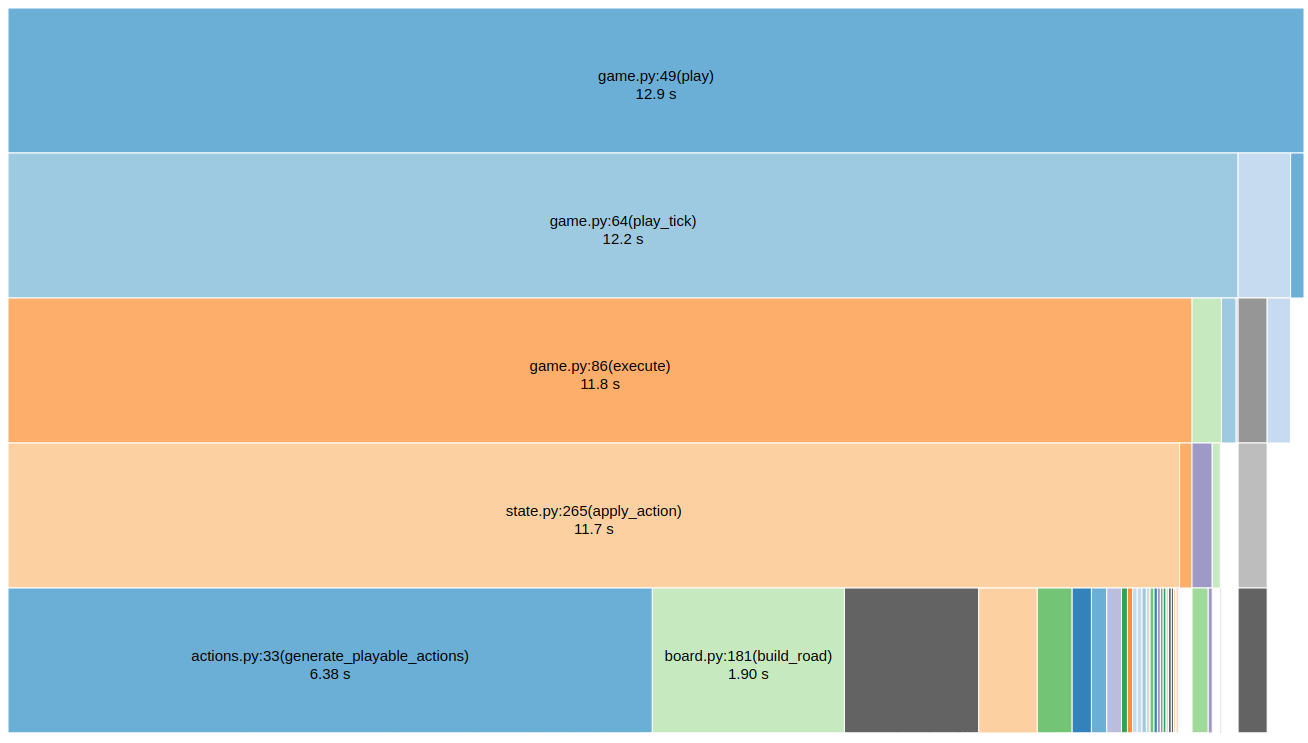 game.py:49(play)
12.9 s
game.py:64(play_tick)
12.2 s
game.py:86(execute)
11.8 s
state.py:265(apply_action)
11.7 s
actions.py:33(generate_playable_actions)
6.38 s
board.py:181(build_road)
1.90 s